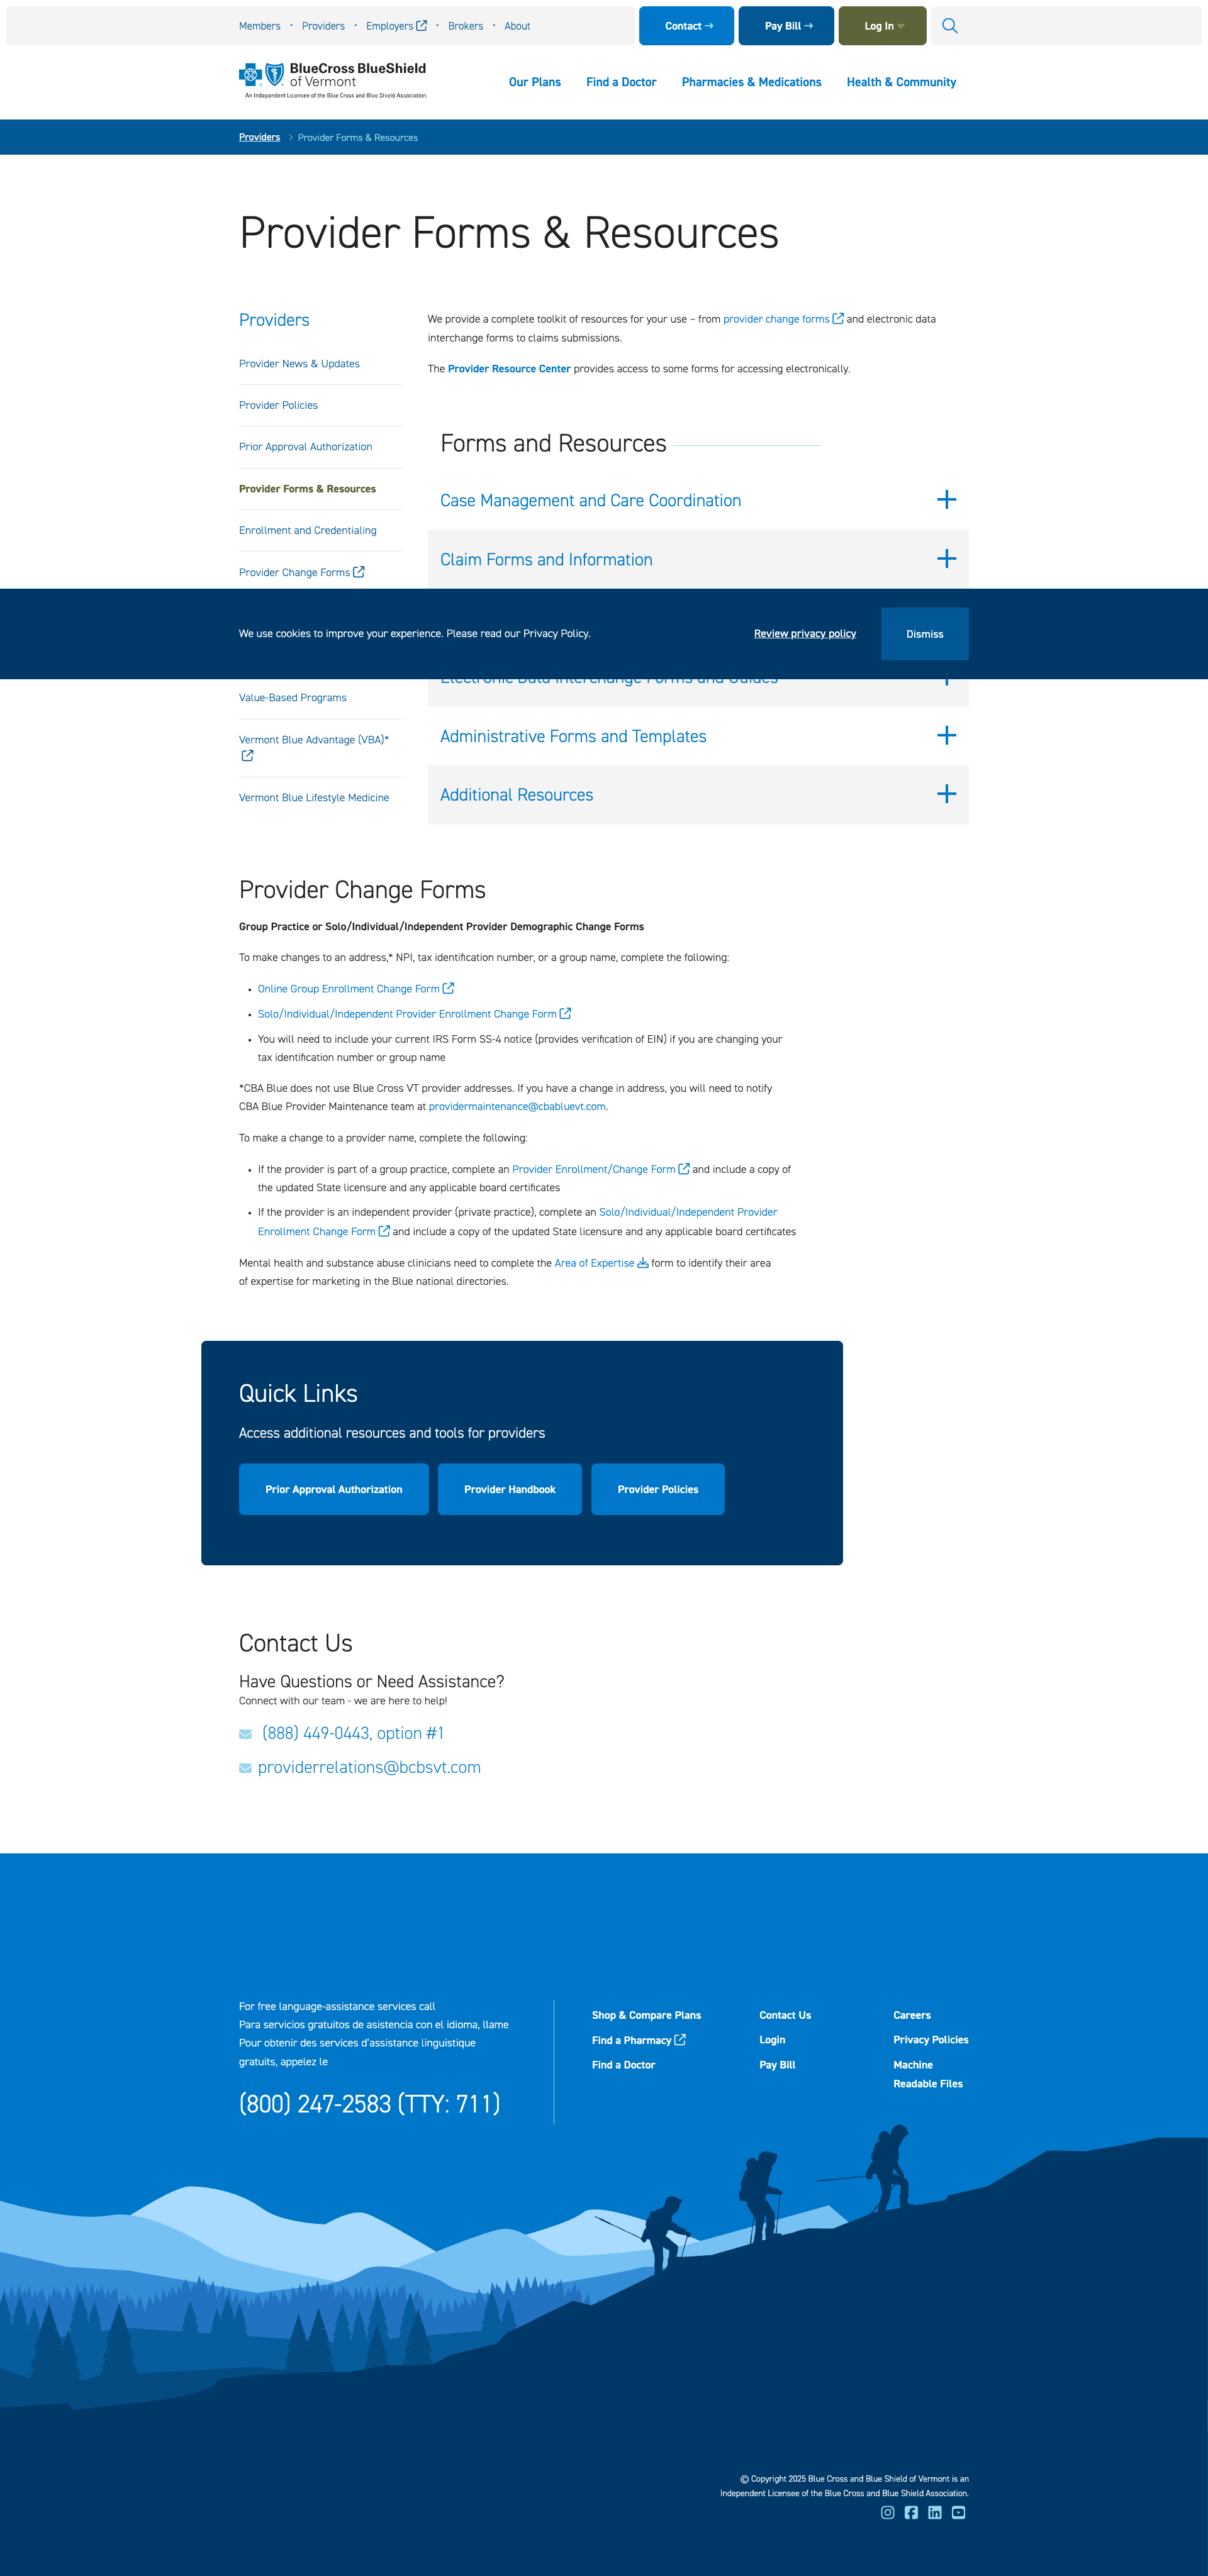 Members • Providers • Employers • Brokers • About
Contact
Pay Bill
Log In
BlueCross BlueShield
of Vermont
An Independent Licensee of the Blue Cross and Blue Shield Association.
Our Plans Find a Doctor Pharmacies & Medications Health & Community
Providers Provider Forms & Resources
Provider Forms & Resources
Providers
Provider News & Updates
Provider Policies
Prior Approval Authorization
Provider Forms & Resources
Enrollment and Credentialing
Provider Change Forms
We provide a complete toolkit of resources for your use – from provider change forms and electronic data
interchange forms to claims submissions.
The Provider Resource Center provides access to some forms for accessing electronically.
Forms and Resources
Case Management and Care Coordination
Claim Forms and Information
We use cookies to improve your experience. Please read our Privacy Policy.
Review privacy policy
Dismiss
Value-Based Programs
Vermont Blue Advantage (VBA)*
Vermont Blue Lifestyle Medicine
Electronic Data Interchange Forms and Guides
Administrative Forms and Templates
Additional Resources
Provider Change Forms
Group Practice or Solo/Individual/Independent Provider Demographic Change Forms
To make changes to an address,* NPI, tax identification number, or a group name, complete the following:
• Online Group Enrollment Change Form
• Solo/Individual/Independent Provider Enrollment Change Form
• You will need to include your current IRS Form SS-4 notice (provides verification of EIN) if you are changing your
tax identification number or group name
*CBA Blue does not use Blue Cross VT provider addresses. If you have a change in address, you will need to notify
CBA Blue Provider Maintenance team at providermaintenance@cbabluevt.com.
To make a change to a provider name, complete the following:
• If the provider is part of a group practice, complete an Provider Enrollment/Change Form and include a copy of
the updated State licensure and any applicable board certificates
• If the provider is an independent provider (private practice), complete an Solo/Individual/Independent Provider
Enrollment Change Form and include a copy of the updated State licensure and any applicable board certificates
Mental health and substance abuse clinicians need to complete the Area of Expertise form to identify their area
of expertise for marketing in the Blue national directories.
Quick Links
Access additional resources and tools for providers
Prior Approval Authorization
Provider Handbook
Provider Policies
Contact Us
Have Questions or Need Assistance?
Connect with our team - we are here to help!
(888) 449-0443, option #1
providerrelations@bcbsvt.com
For free language-assistance services call
Para servicios gratuitos de asistencia con el idioma, llame
Pour obtenir des services d'assistance linguistique
gratuits, appelez le
(800) 247-2583 (TTY: 711)
Shop & Compare Plans
Find a Pharmacy
Find a Doctor
Contact Us
Login
Pay Bill
Careers
Privacy Policies
Machine
Readable Files
© Copyright 2025 Blue Cross and Blue Shield of Vermont is an
Independent Licensee of the Blue Cross and Blue Shield Association.